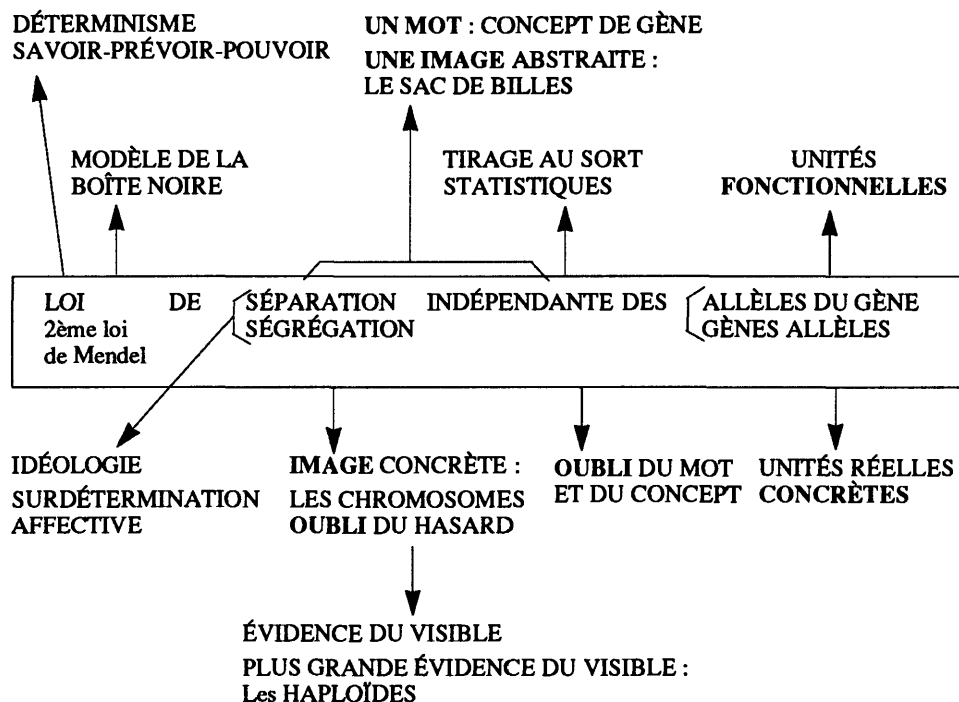 DÉTERMINISME
SAVOIR-PRÉVOIR-POUVOIR
UN MOT : CONCEPT DE GÈNE
UNE IMAGE ABSTRAITE :
LE SAC DE BILLES
MODÈLE DE LA
BOÎTE NOIRE
TIRAGE AU SORT
STATISTIQUES
UNITÉS
FONCTIONNELLES
LOI DE SÉPARATION INDÉPENDANTE DES ALLÈLES DU GÈNE
2ème loi SÉGRÉGATION GÈNES ALLÈLES
de Mendel
IDÉOLOGIE
SURDÉTERMINATION
AFFECTIVE
IMAGE CONCRÈTE :
LES CHROMOSOMES
OUBLI DU HASARD
OUBLI DU MOT
ET DU CONCEPT
UNITÉS RÉELLES
CONCRÈTES
ÉVIDENCE DU VISIBLE
PLUS GRANDE ÉVIDENCE DU VISIBLE :
Les HAPLOÏDES